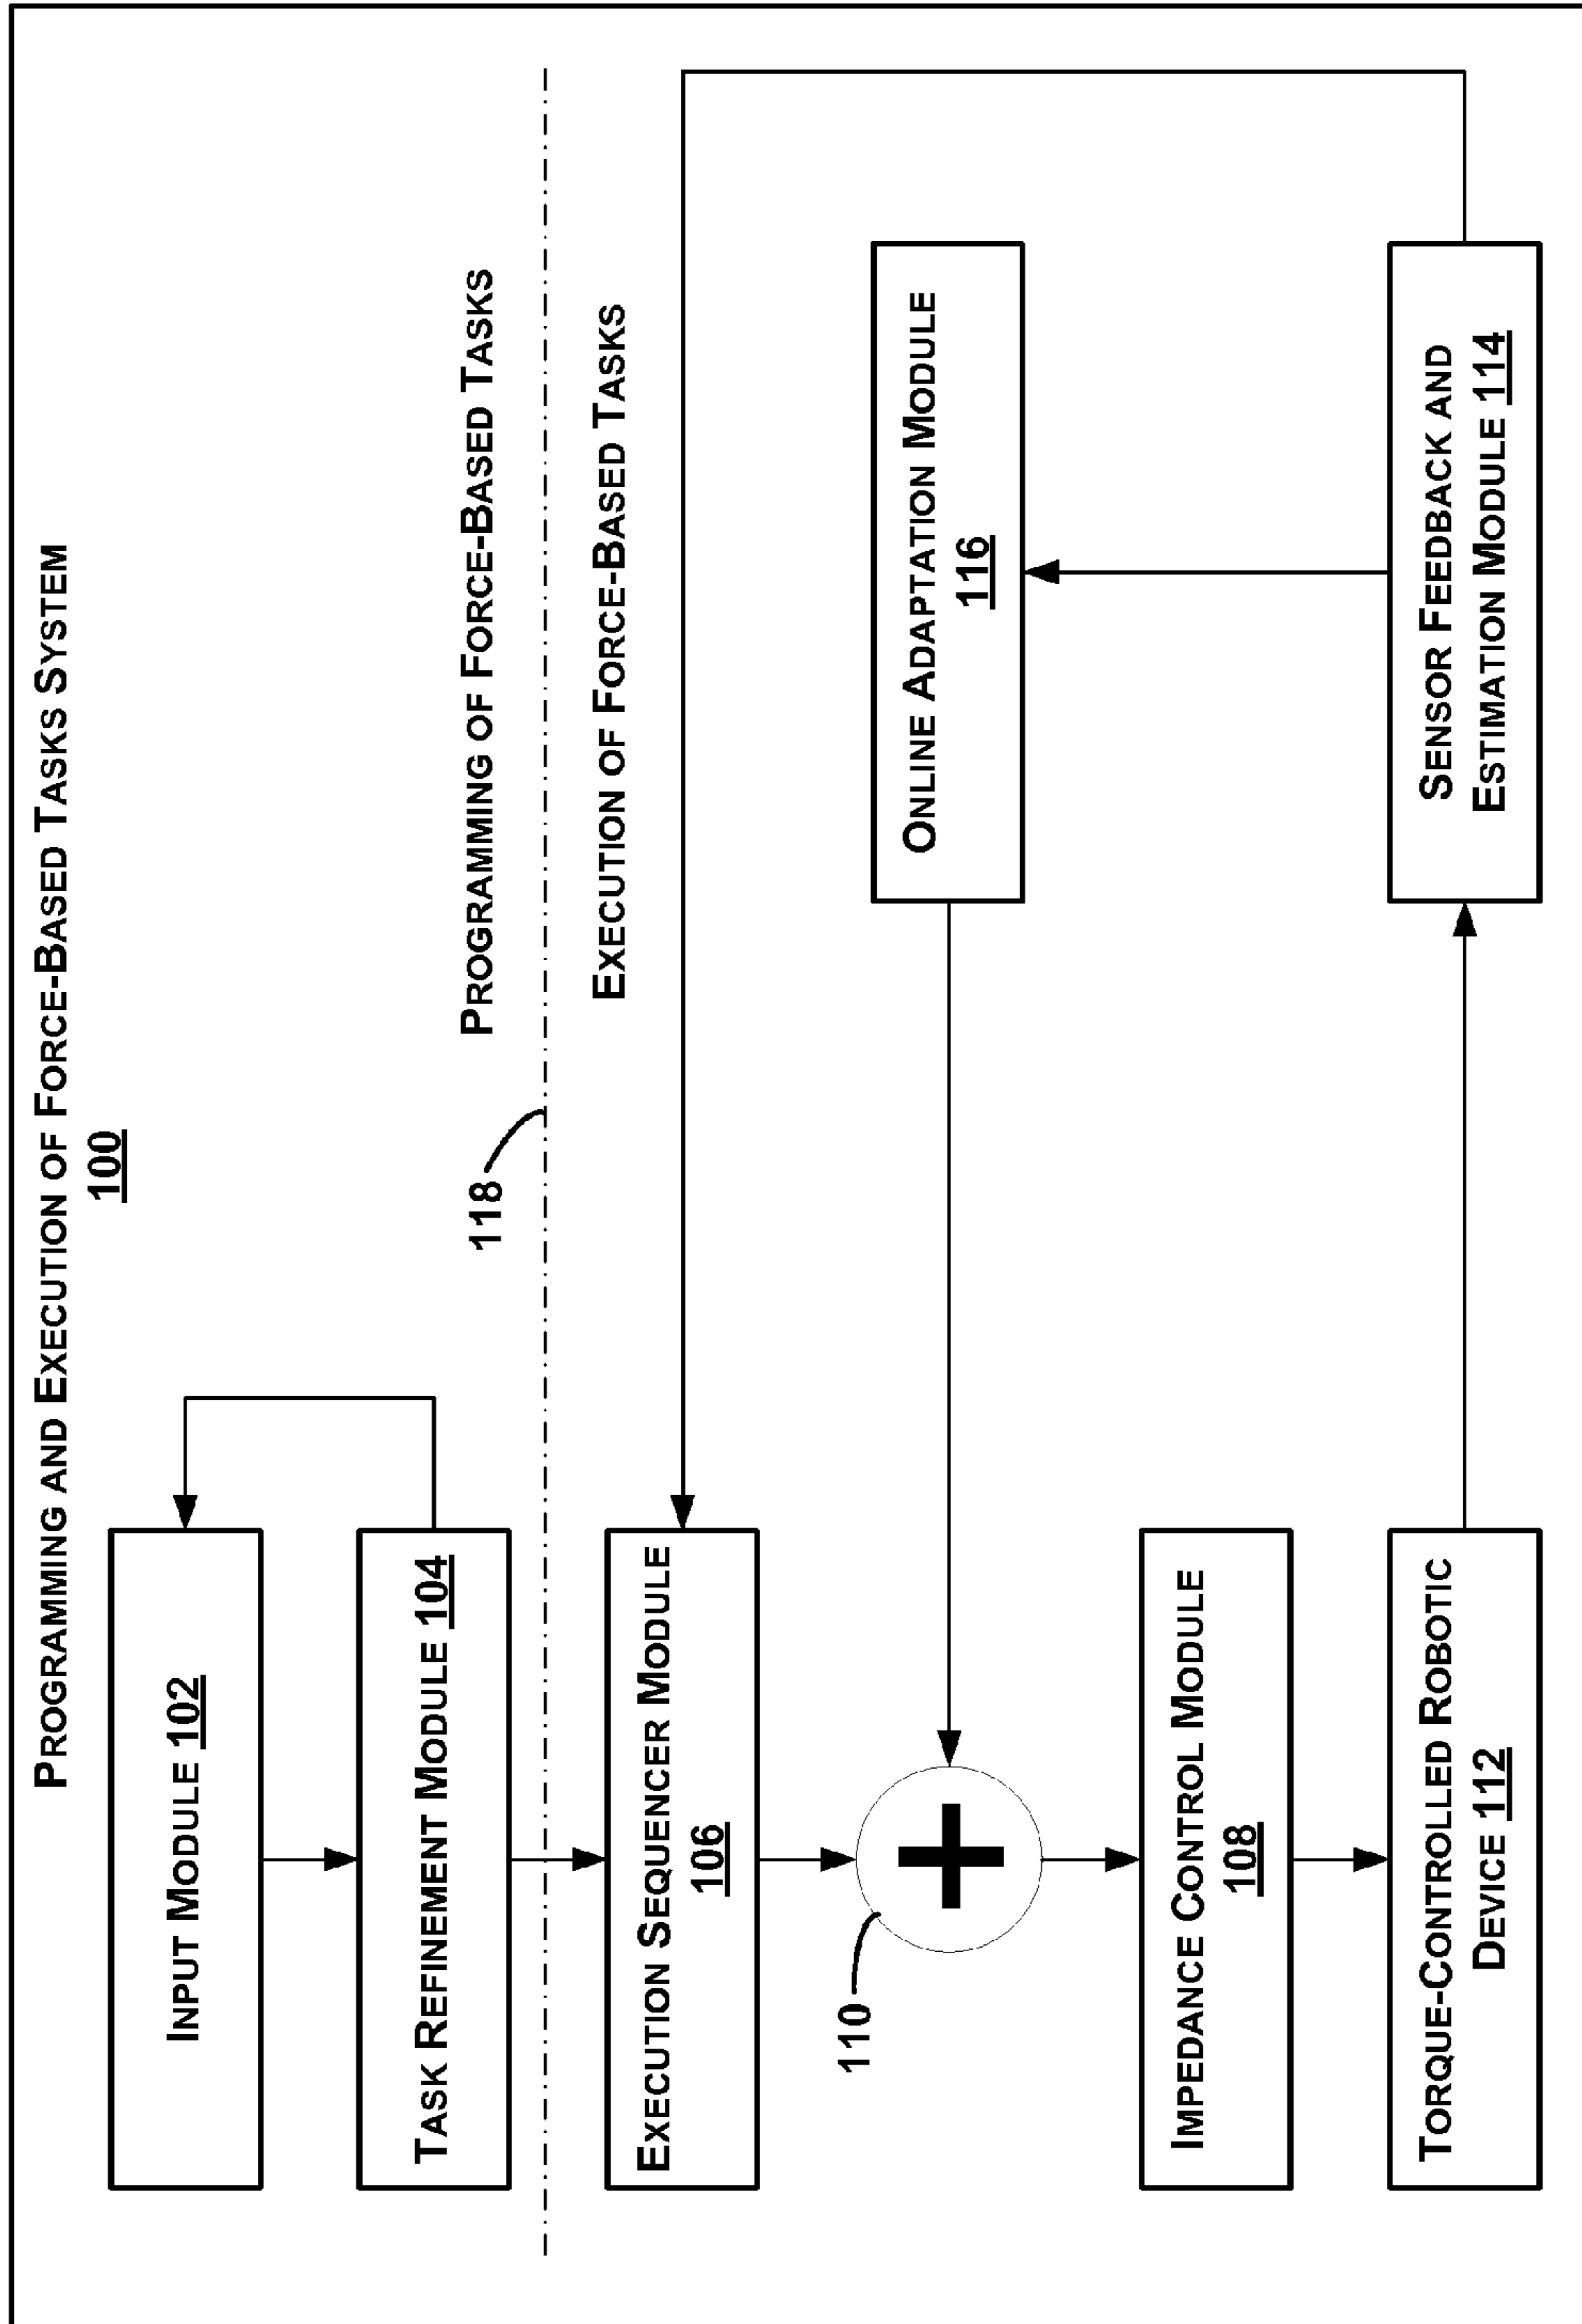 PROGRAMMING AND EXECUTION OF FORCE-BASED TASKS SYSTEM
100
INPUT MODULE 102
TASK REFINEMENT MODULE 104
PROGRAMMING OF FORCE-BASED TASKS
118
EXECUTION OF FORCE-BASED TASKS
EXECUTION SEQUENCER MODULE
106
110
ONLINE ADAPTATION MODULE
116
IMPEDANCE CONTROL MODULE
108
TORQUE-CONTROLLED ROBOTIC
DEVICE 112
SENSOR FEEDBACK AND
ESTIMATION MODULE 114